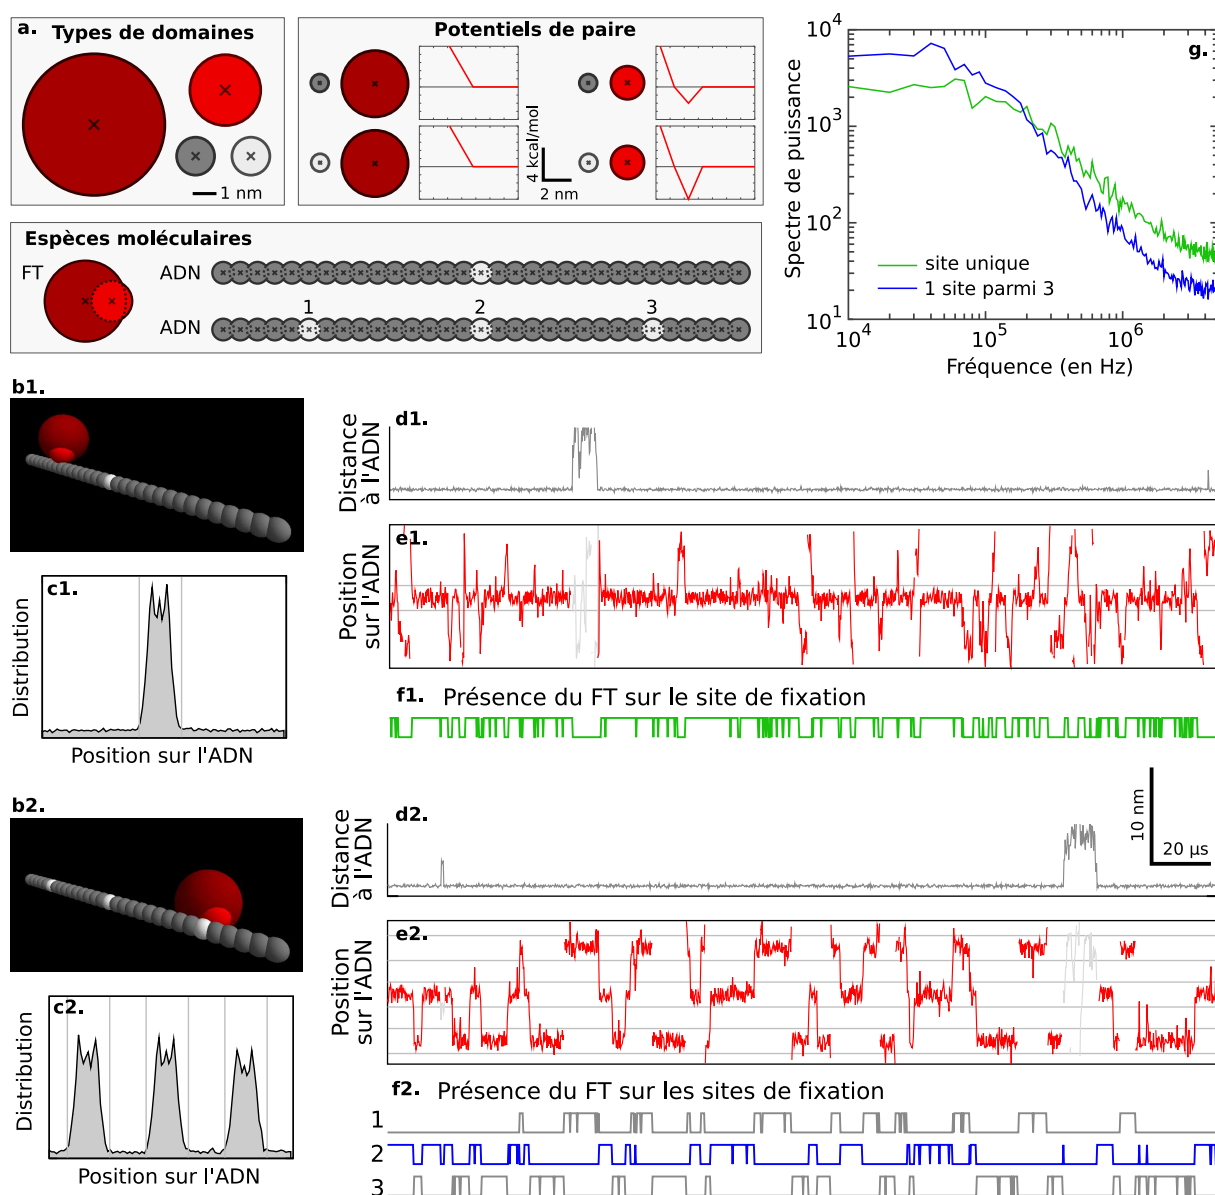 a.
Types de domaines
1 nm
Potentiels de paire
4 kcal/mol
2 nm
Espèces moléculaires
FT
ADN
1 2 3
ADN
g.
Spectre de puissance
10^4
10^3
10^2
10^1
10^4 10^5 10^6
Fréquence (en Hz)
site unique
1 site parmi 3
b1.
c1.
Distribution
Position sur l'ADN
d1.
Distance
à l'ADN
e1.
Position
sur l'ADN
f1. Présence du FT sur le site de fixation
b2.
c2.
Distribution
Position sur l'ADN
d2.
Distance
à l'ADN
10 nm
20 µs
e2.
Position
sur l'ADN
f2. Présence du FT sur les sites de fixation
1
2
3